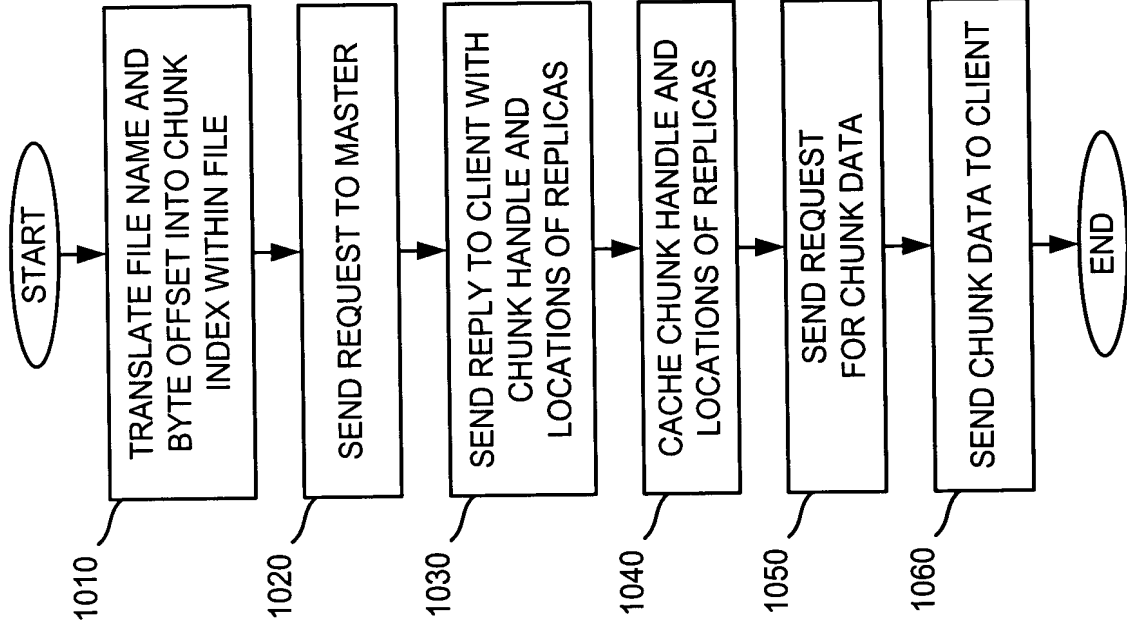 START
1010
TRANSLATE FILE NAME AND
BYTE OFFSET INTO CHUNK
INDEX WITHIN FILE
1020
SEND REQUEST TO MASTER
1030
SEND REPLY TO CLIENT WITH
CHUNK HANDLE AND
LOCATIONS OF REPLICAS
1040
CACHE CHUNK HANDLE AND
LOCATIONS OF REPLICAS
1050
SEND REQUEST
FOR CHUNK DATA
1060
SEND CHUNK DATA TO CLIENT
END